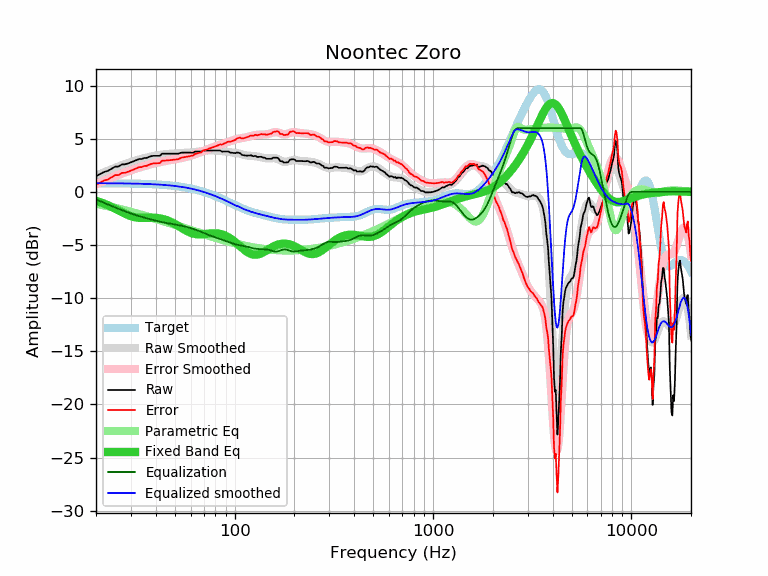 Noontec Zoro
Amplitude (dBr)
10
5
0
−5
−10
−15
−20
−25
−30
Target
Raw Smoothed
Error Smoothed
Raw
Error
Parametric Eq
Fixed Band Eq
Equalization
Equalized smoothed
100
1000
10000
Frequency (Hz)